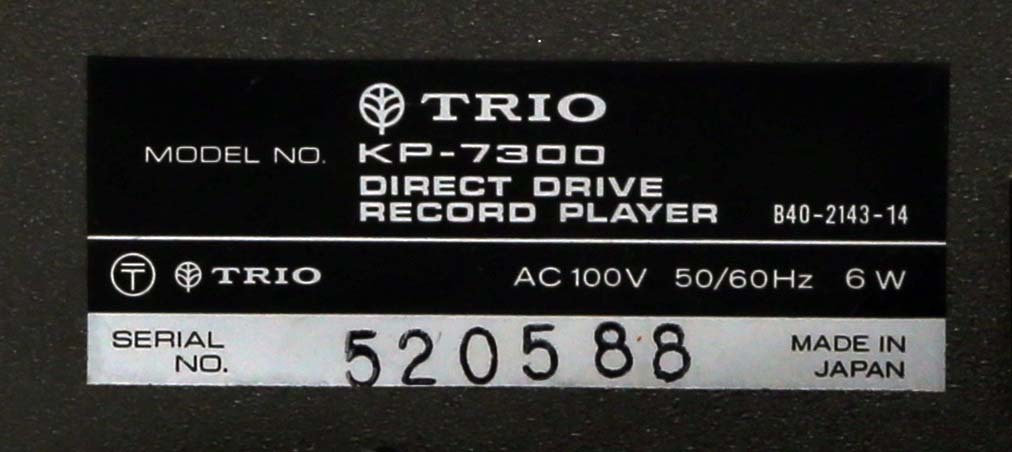 TRIO
MODEL NO. KP-7300
DIRECT DRIVE
RECORD PLAYER B40-2143-14
〒 TRIO AC 100V 50/60Hz 6 W
SERIAL NO. 520588 MADE IN JAPAN